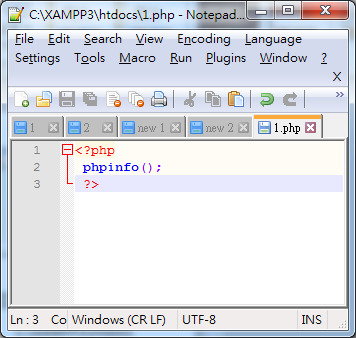 C:\XAMPP3\htdocs\1.php - Notepad..
File Edit Search View Encoding Language
Settings Tools Macro Run Plugins Window ?
X
1 2 new 1 new 2 1.php
1 <?php
2 phpinfo();
3 ?>
Ln : 3 Co Windows (CR LF) UTF-8 INS